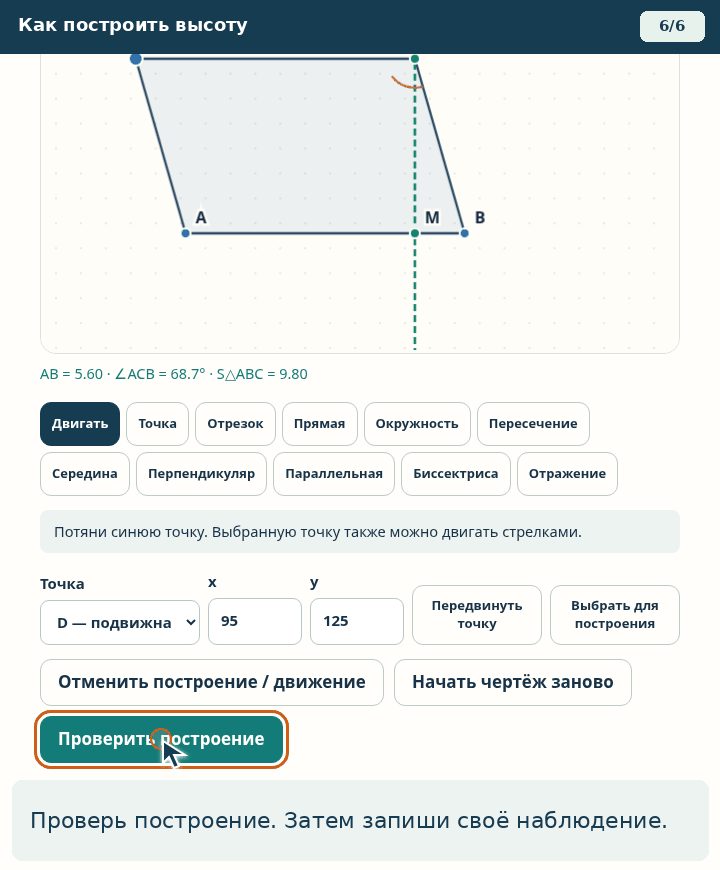 Как построить высоту
6/6
A
M
B
AB = 5.60 · ∠ACB = 68.7° · S△ABC = 9.80
Двигать
Точка
Отрезок
Прямая
Окружность
Пересечение
Середина
Перпендикуляр
Параллельная
Биссектриса
Отражение
Потяни синюю точку. Выбранную точку также можно двигать стрелками.
Точка
x
y
D — подвижна
95
125
Передвинуть
точку
Выбрать для
построения
Отменить построение / движение
Начать чертёж заново
Проверить построение
Проверь построение. Затем запиши своё наблюдение.